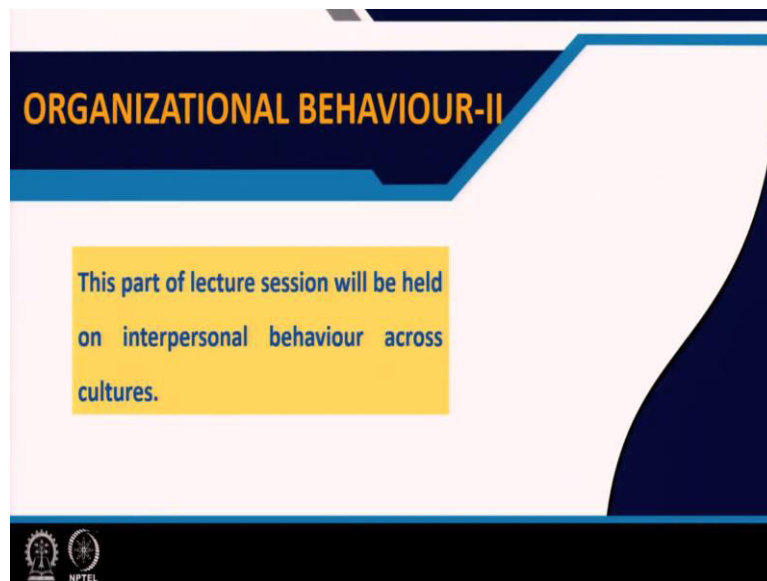 ORGANIZATIONAL BEHAVIOUR-II
This part of lecture session will be held
on interpersonal behaviour across
cultures.
NPTEL